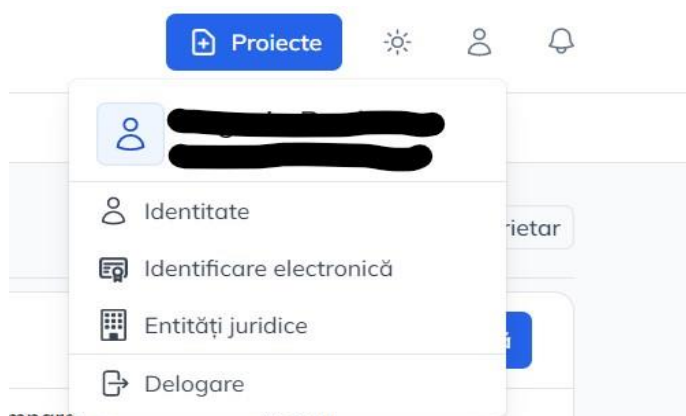 Proiecte
Identitate
rietar
Identificare electronică
Entități juridice
ă
Delogare